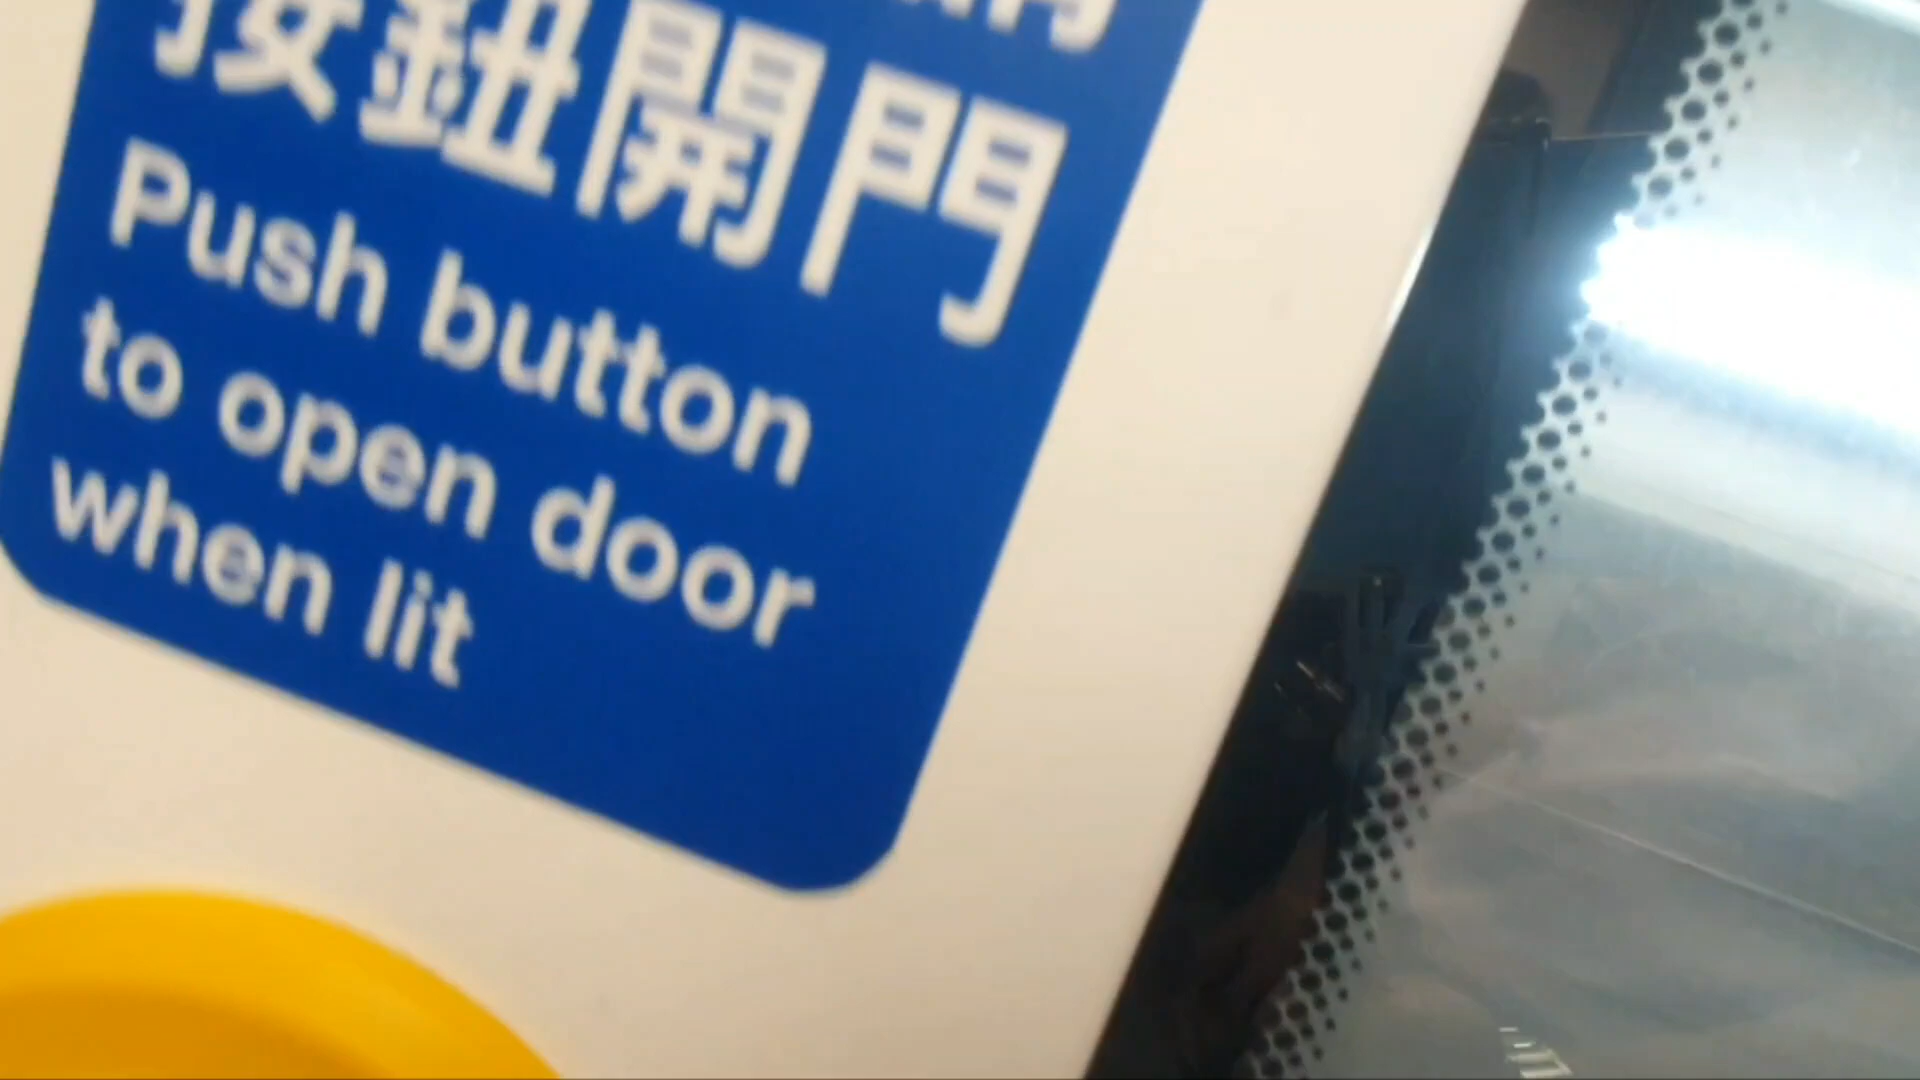 按鈕開門
Push button
to open door
when lit